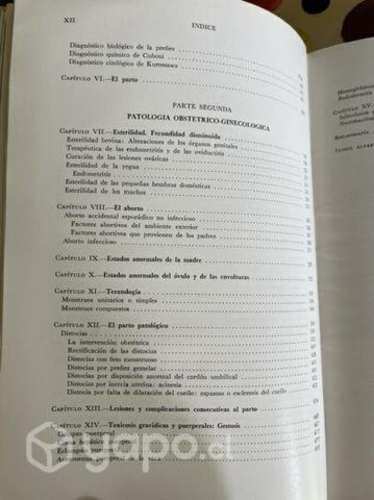 XII
INDICE
Diagnóstico biológico de la preñez
Diagnóstico químico de Cuboni
Diagnóstico citológico de Kurosawa
CAPÍTULO VI.—El parto
PARTE SEGUNDA
PATOLOGIA OBSTETRICO-GINECOLOGICA
CAPÍTULO VII.—Esterilidad. Fecundidad disminuida
Esterilidad bovina: Alteraciones de los órganos genitales
Terapéutica de las endometritis y de las oviductitis
Curación de las lesiones ováricas
Esterilidad de la yegua
Endometritis
Esterilidad de las pequeñas hembras domésticas
Esterilidad de los machos
CAPÍTULO VIII.—El aborto
Aborto accidental esporádico no infeccioso
Factores abortivos del ambiente exterior
Factores abortivos que provienen de los padres
Aborto infeccioso
CAPÍTULO IX.—Estados anormales de la madre
CAPÍTULO X.—Estados anormales del óvulo y de las envolturas
CAPÍTULO XI.—Teratología
Monstruos unitarios o simples
Monstruos compuestos
CAPÍTULO XII.—El parto patológico
Distocias
La intervención obstétrica
Rectificación de las distocias
Distocias con feto monstruoso
Distocias por preñez gemelar
Distocias por disposición anormal del cordón umbilical
Distocias por inercia uterina: acinesia
Distocias por falta de dilatación del cuello: espasmo o esclerosis del cuello
CAPÍTULO XIII.—Lesiones y complicaciones consecutivas al parto
CAPÍTULO XIV.—Toxicosis gravídicas y puerperales: Gestosis
yapo.cl